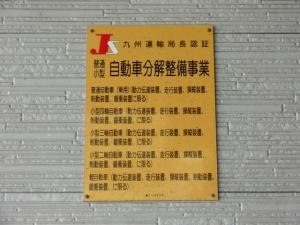 JS 九州運輸局長認証
普通
小型 自動車分解整備事業
普通自動車(乗用)(動力伝達装置、走行装置、操縦装置、
制動装置、緩衝装置に限る)
小型四輪自動車(動力伝達装置、走行装置、操縦装置、
制動装置、緩衝装置、に限る)
小型三輪自動車(動力伝達装置、走行装置、操縦装置、
制動装置、緩衝装置、に限る)
小型二輪自動車(動力伝達装置、走行装置、操縦装置、
制動装置、緩衝装置、に限る)
軽自動車(動力伝達装置、走行装置、操縦装置、制動装置、
緩衝装置に限る)